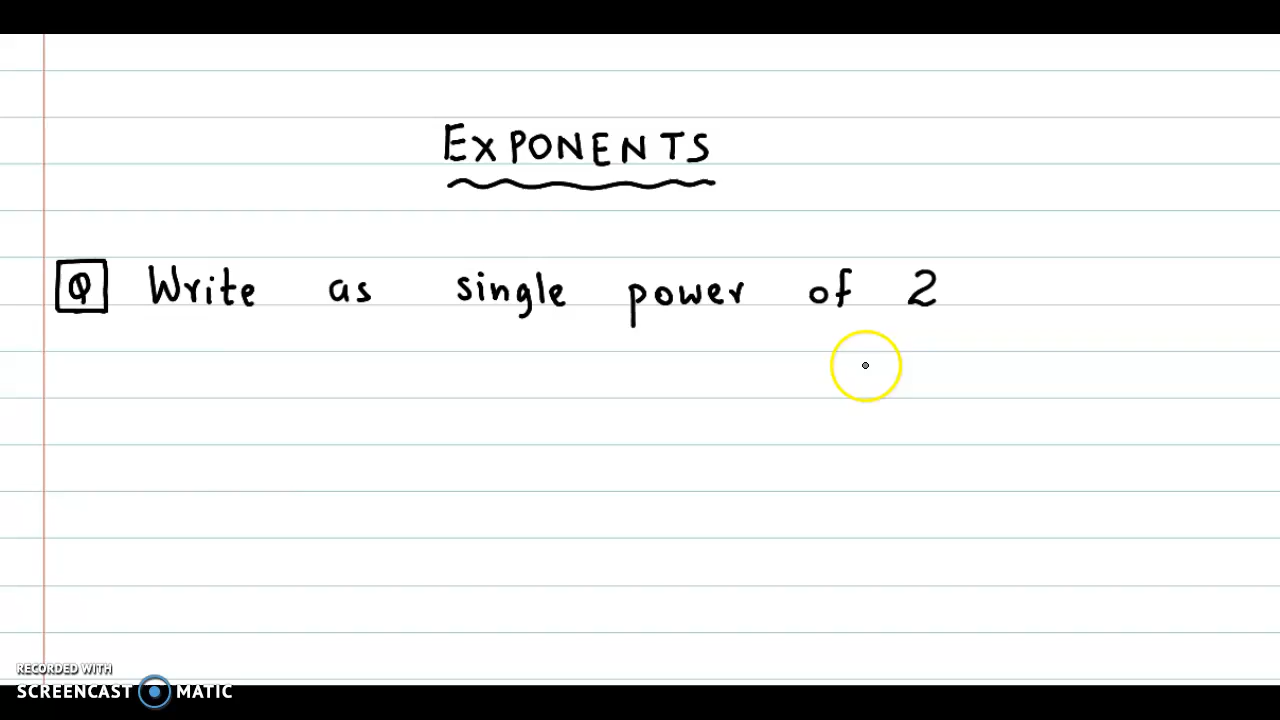 EXPONENTS
Q Write as single power of 2
RECORDED WITH
SCREENCAST MATIC